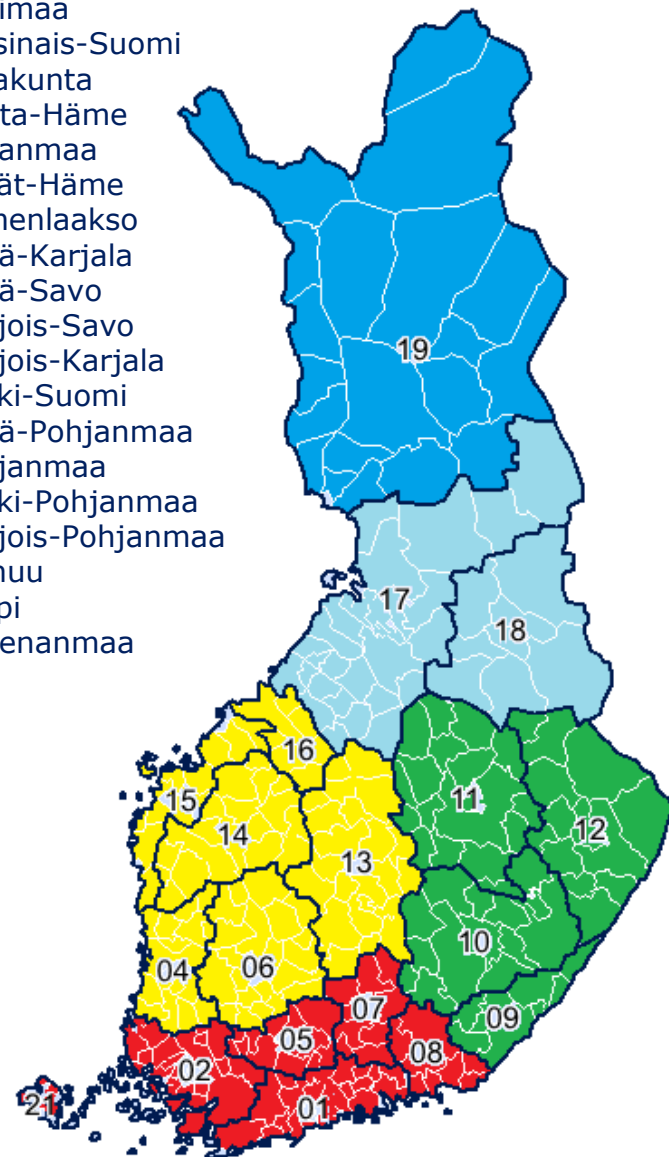 imaa
sinais-Suomi
akunta
ta-Häme
anmaa
ät-Häme
enlaakso
ä-Karjala
ä-Savo
jois-Savo
jois-Karjala
ki-Suomi
ä-Pohjanmaa
janmaa
ki-Pohjanmaa
jois-Pohjanmaa
nuu
pi
enanmaa
19
17
18
16
15
11
14
12
13
10
04
06
07
09
05
08
02
21
01